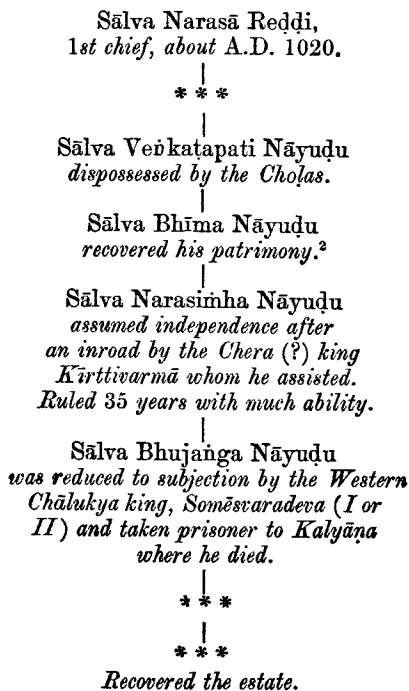 Sālva Narasā Reḍḍi,
1st chief, about A.D. 1020.
* * *
Sālva Veṅkaṭapati Nāyuḍu
dispossessed by the Choḷas.
Sālva Bhīma Nāyuḍu
recovered his patrimony.²
Sālva Narasiṁha Nāyuḍu
assumed independence after
an inroad by the Chera (?) king
Kīrttivarmā whom he assisted.
Ruled 35 years with much ability.
Sālva Bhujaṅga Nāyuḍu
was reduced to subjection by the Western
Chālukya king, Somēsvaradeva (I or
II) and taken prisoner to Kalyāṇa
where he died.
* * *
* * *
Recovered the estate.